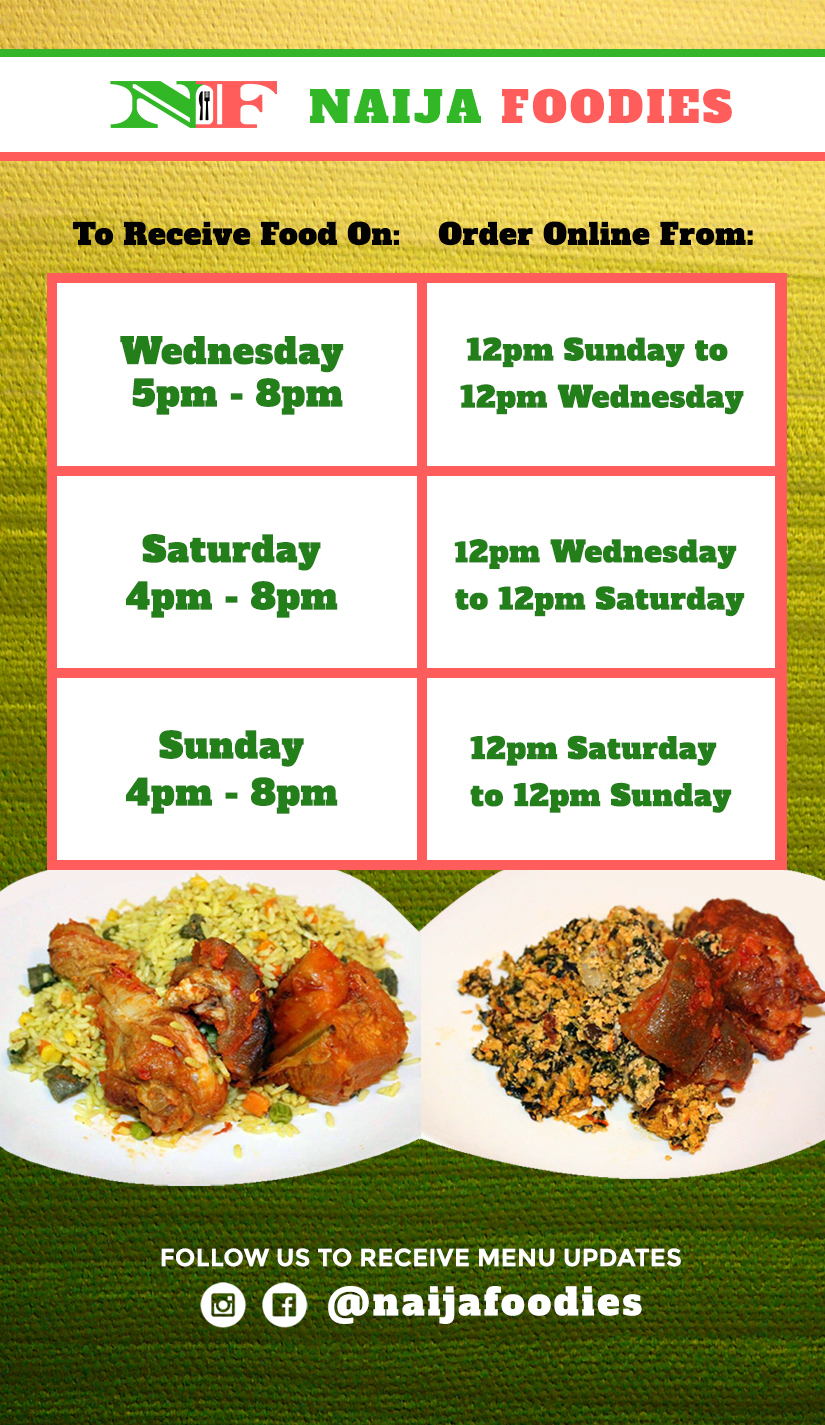 NF NAIJA FOODIES
To Receive Food On: Order Online From:
Wednesday
5pm - 8pm
12pm Sunday to
12pm Wednesday
Saturday
4pm - 8pm
12pm Wednesday
to 12pm Saturday
Sunday
4pm - 8pm
12pm Saturday
to 12pm Sunday
FOLLOW US TO RECEIVE MENU UPDATES
@naijafoodies